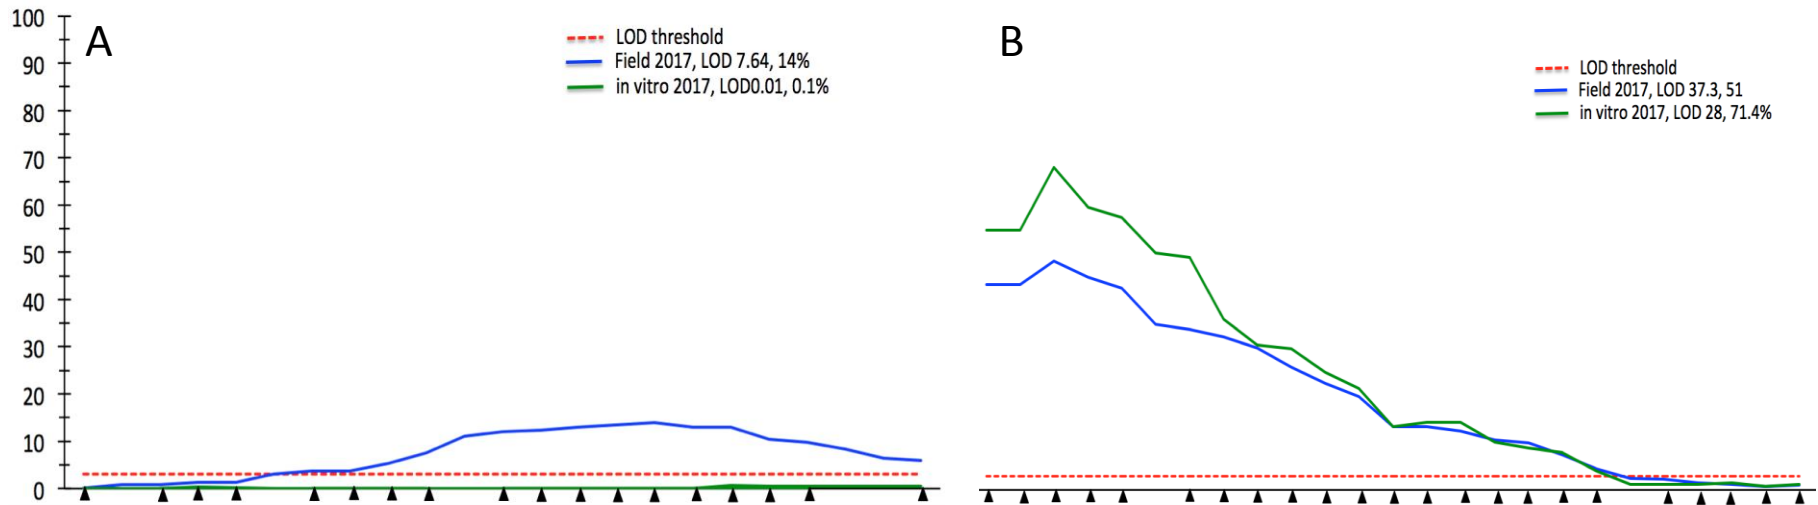 A
100
90
80
70
60
50
40
30
20
10
0
LOD threshold
Field 2017, LOD 7.64, 14%
in vitro 2017, LOD0.01, 0.1%
B
LOD threshold
Field 2017, LOD 37.3, 51
in vitro 2017, LOD 28, 71.4%